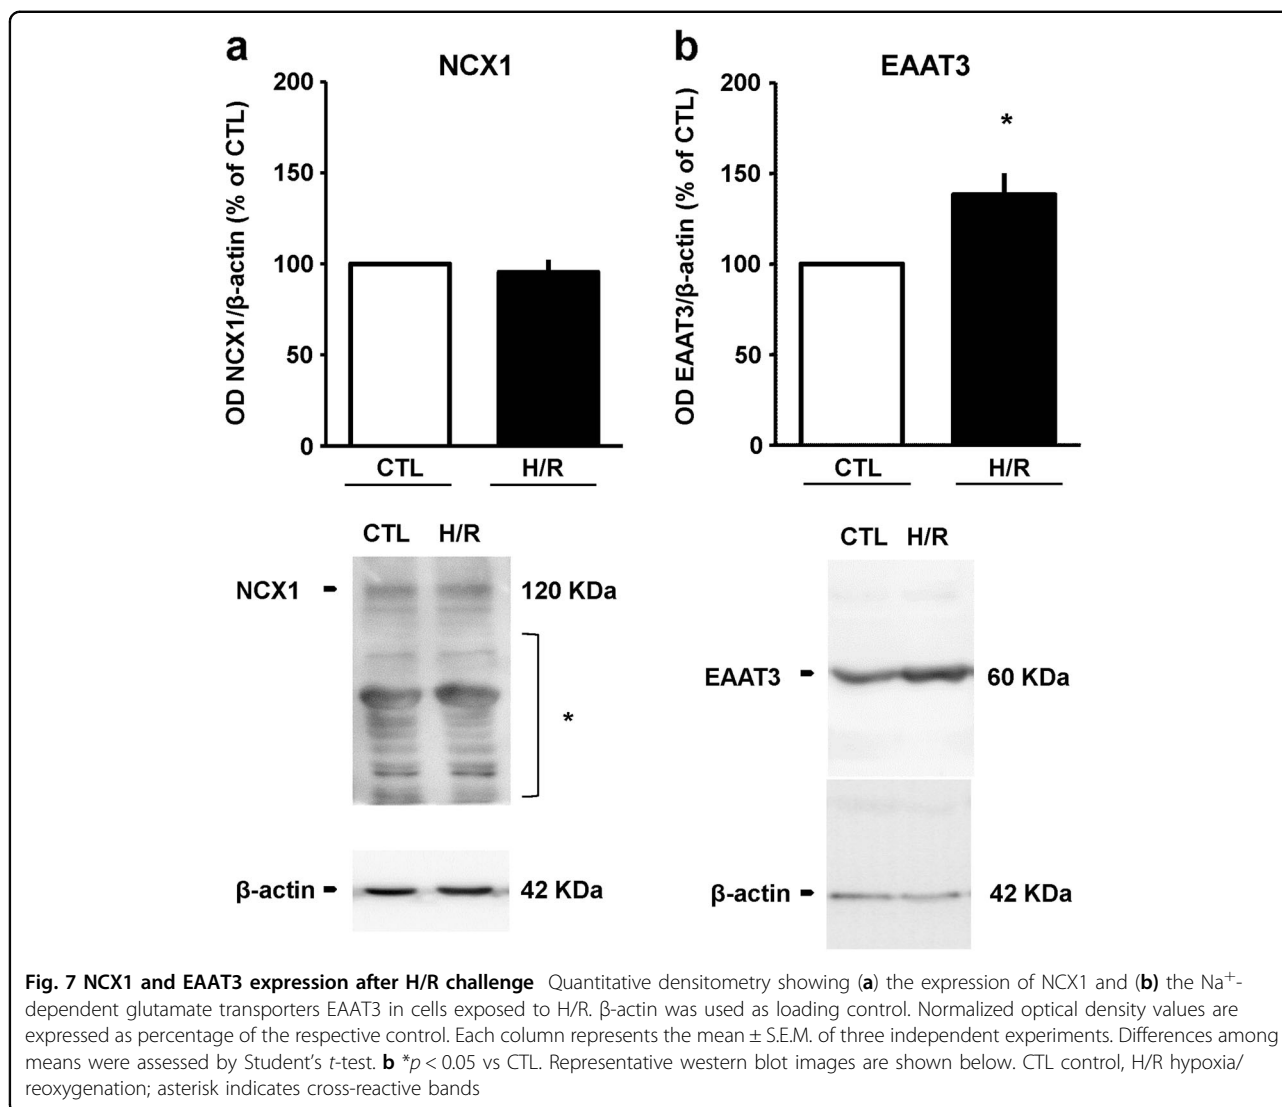 a
NCX1
OD NCX1/β-actin (% of CTL)
200
150
100
50
0
CTL H/R
CTL H/R
NCX1
120 KDa
*
β-actin
42 KDa
b
EAAT3
OD EAAT3/β-actin (% of CTL)
200
150
100
50
0
*
CTL H/R
CTL H/R
EAAT3
60 KDa
β-actin
42 KDa
Fig. 7 NCX1 and EAAT3 expression after H/R challenge Quantitative densitometry showing (a) the expression of NCX1 and (b) the Na⁺-
dependent glutamate transporters EAAT3 in cells exposed to H/R. β-actin was used as loading control. Normalized optical density values are
expressed as percentage of the respective control. Each column represents the mean ± S.E.M. of three independent experiments. Differences among
means were assessed by Student's t-test. b *p < 0.05 vs CTL. Representative western blot images are shown below. CTL control, H/R hypoxia/
reoxygenation; asterisk indicates cross-reactive bands